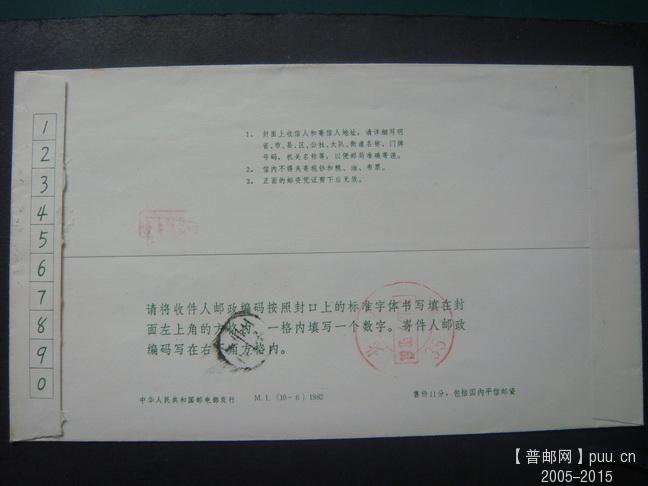 1
2
3
4
5
6
7
8
9
0
1. 封面上收信人和寄信人地址,请详细写明
省、市、县、区、公社、大队、街道名称、门牌
号码,机关名称等,以便邮局准确寄递。
2. 信内不得夹寄现钞和粮、油、布票。
3. 正面的邮资凭证剪下后无效。
请将收件人邮政编码按照封口上的标准字体书写填在封
面左上角的方格内,一格内填写一个数字。寄件人邮政
编码写在右下角方格内。
35
中华人民共和国邮电部发行 M.1.(10-6)1982 售价11分,包括国内平信邮资
【普邮网】puu.cn
2005-2015